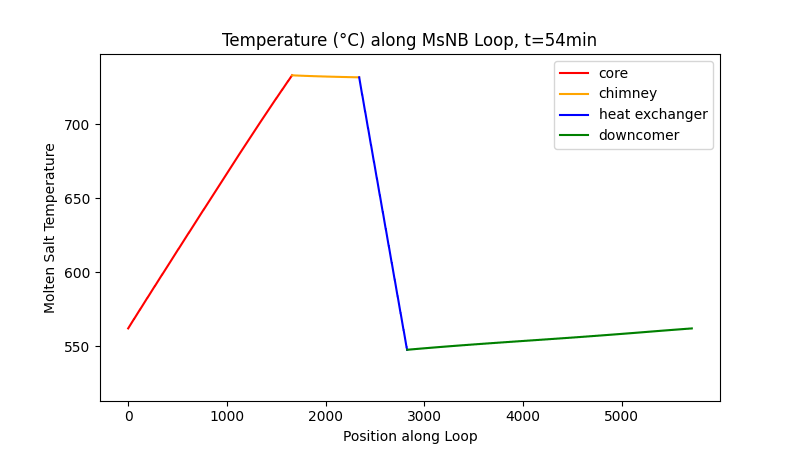 Temperature (°C) along MsNB Loop, t=54min
core
chimney
heat exchanger
downcomer
700
650
600
550
Molten Salt Temperature
0 1000 2000 3000 4000 5000
Position along Loop